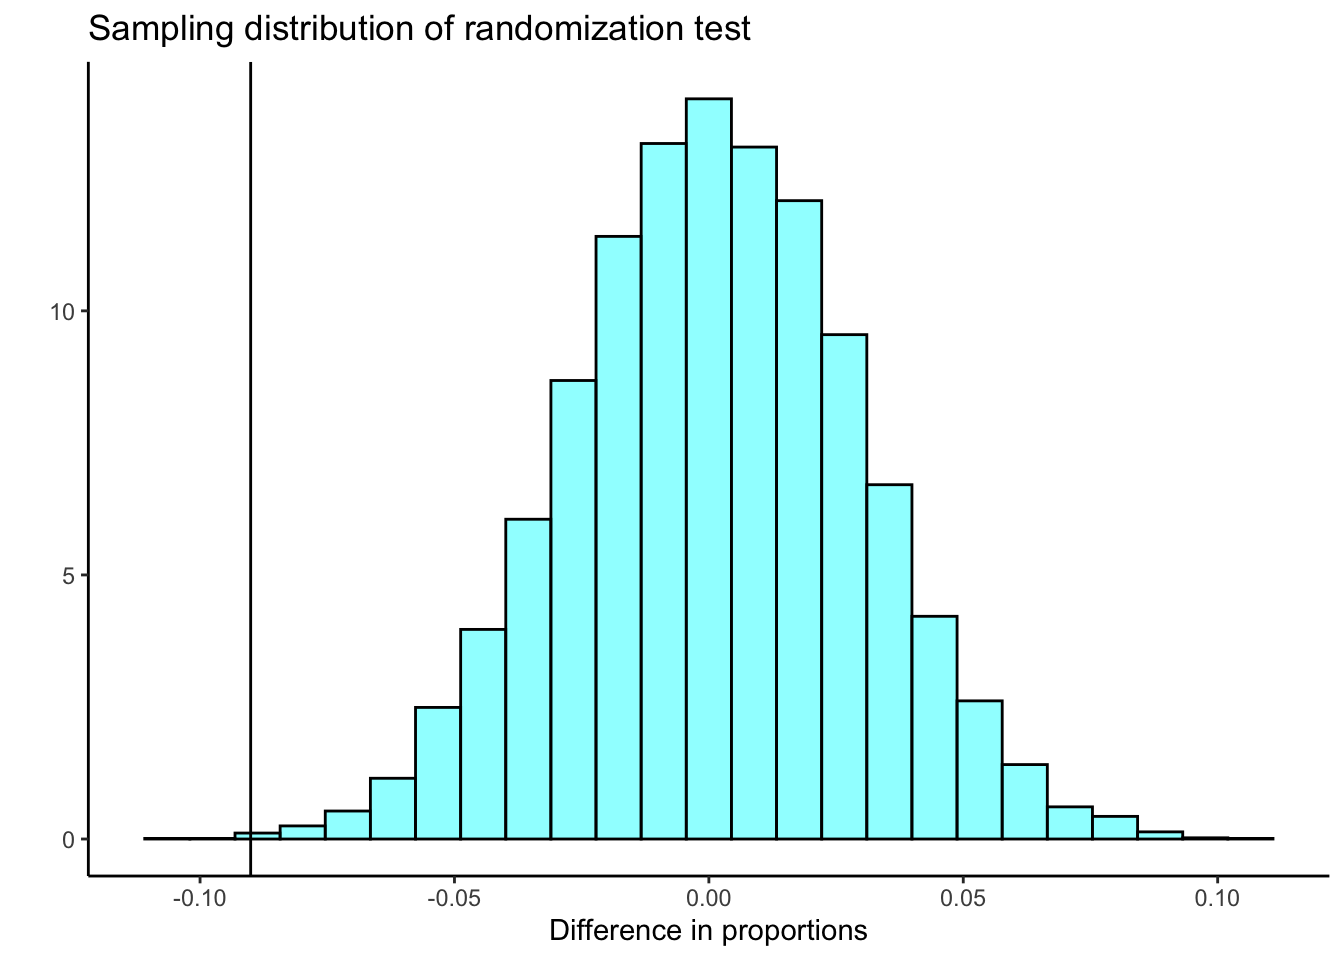 Sampling distribution of randomization test
10
5
0
-0.10 -0.05 0.00 0.05 0.10
Difference in proportions